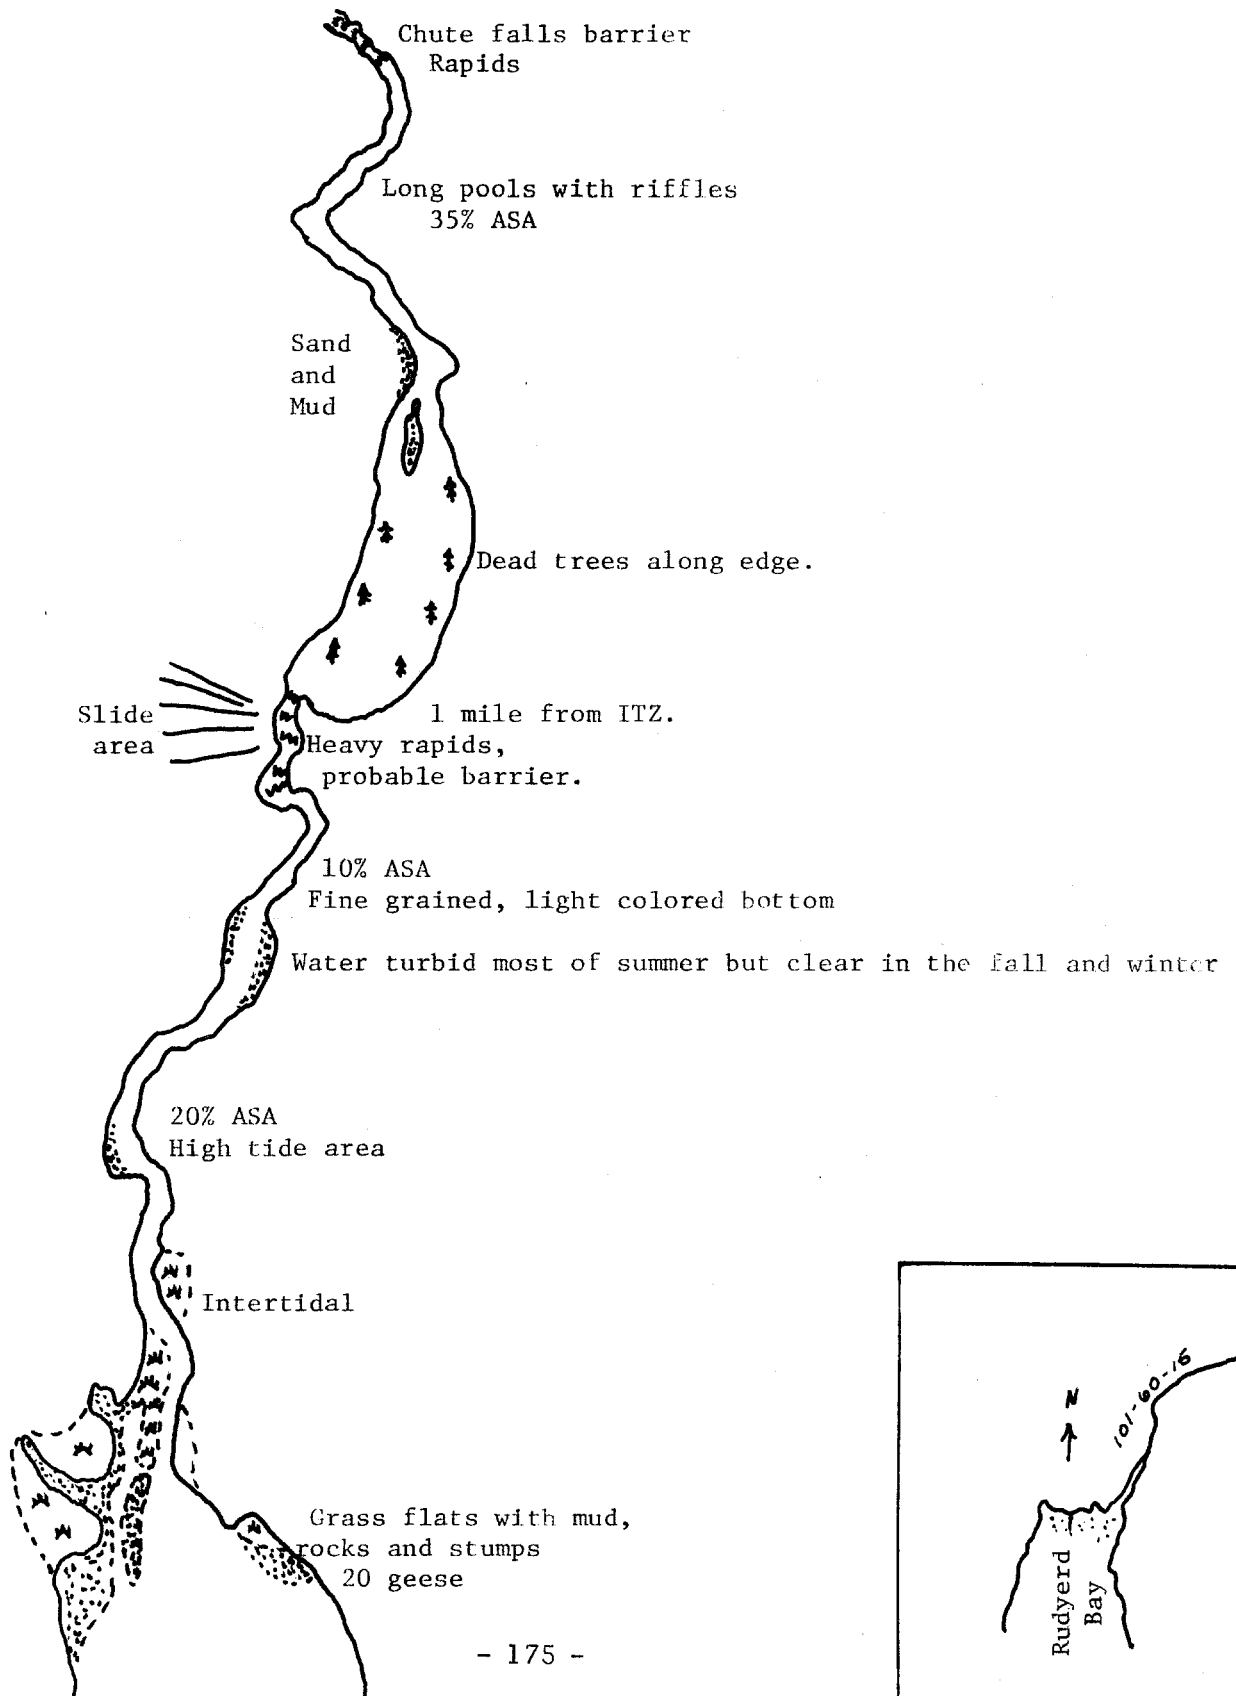 Chute falls barrier
Rapids
Long pools with riffles
35% ASA
Sand
and
Mud
Dead trees along edge.
Slide
area
1 mile from ITZ.
Heavy rapids,
probable barrier.
10% ASA
Fine grained, light colored bottom
Water turbid most of summer but clear in the fall and winter
20% ASA
High tide area
Intertidal
Grass flats with mud,
rocks and stumps
20 geese
N
101-60-16
Rudyerd
Bay
- 175 -